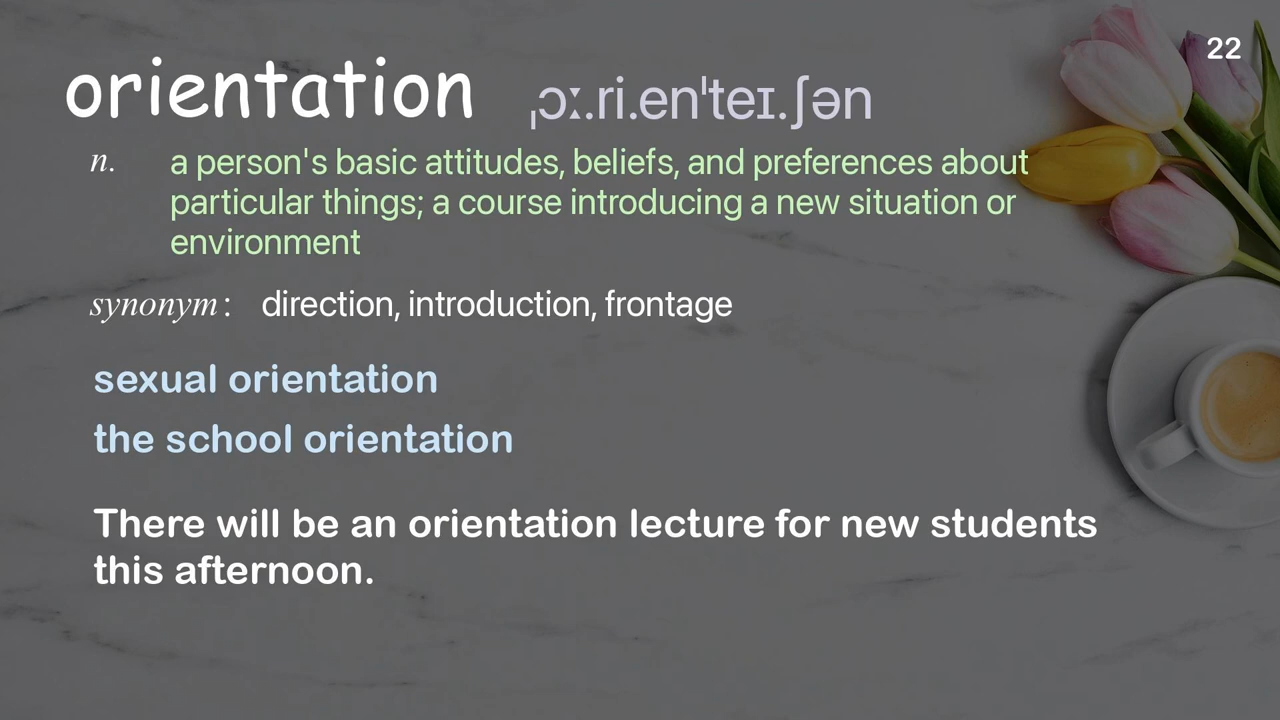 22
orientation ˌɔː.ri.enˈteɪ.ʃən
n. a person's basic attitudes, beliefs, and preferences about
particular things; a course introducing a new situation or
environment
synonym: direction, introduction, frontage
sexual orientation
the school orientation
There will be an orientation lecture for new students
this afternoon.